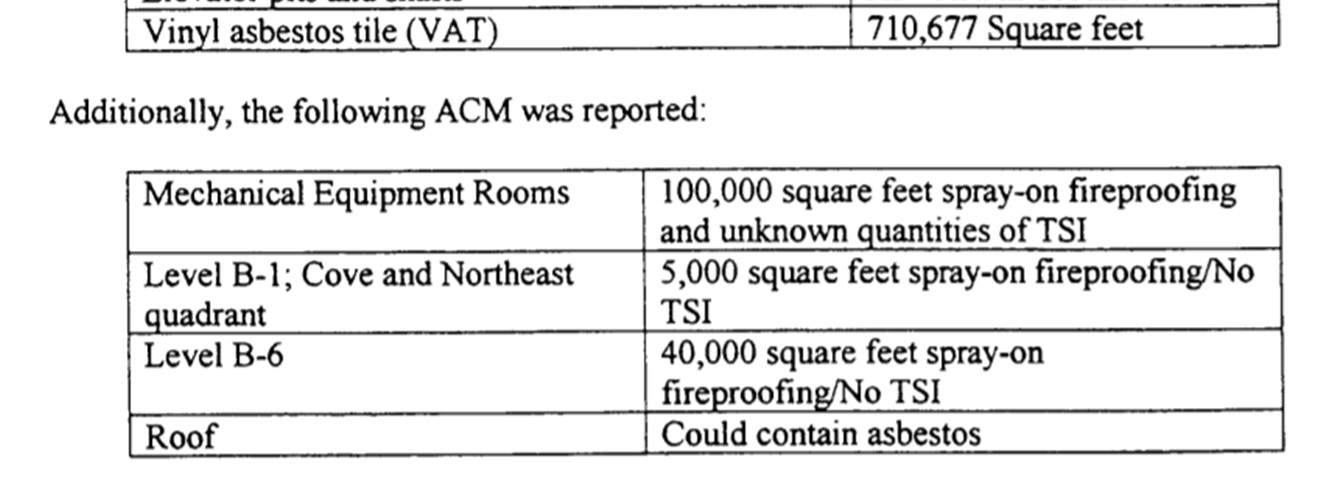 Vinyl asbestos tile (VAT) 710,677 Square feet
Additionally, the following ACM was reported:
Mechanical Equipment Rooms 100,000 square feet spray-on fireproofing
and unknown quantities of TSI
Level B-1; Cove and Northeast 5,000 square feet spray-on fireproofing/No
quadrant TSI
Level B-6 40,000 square feet spray-on
fireproofing/No TSI
Roof Could contain asbestos